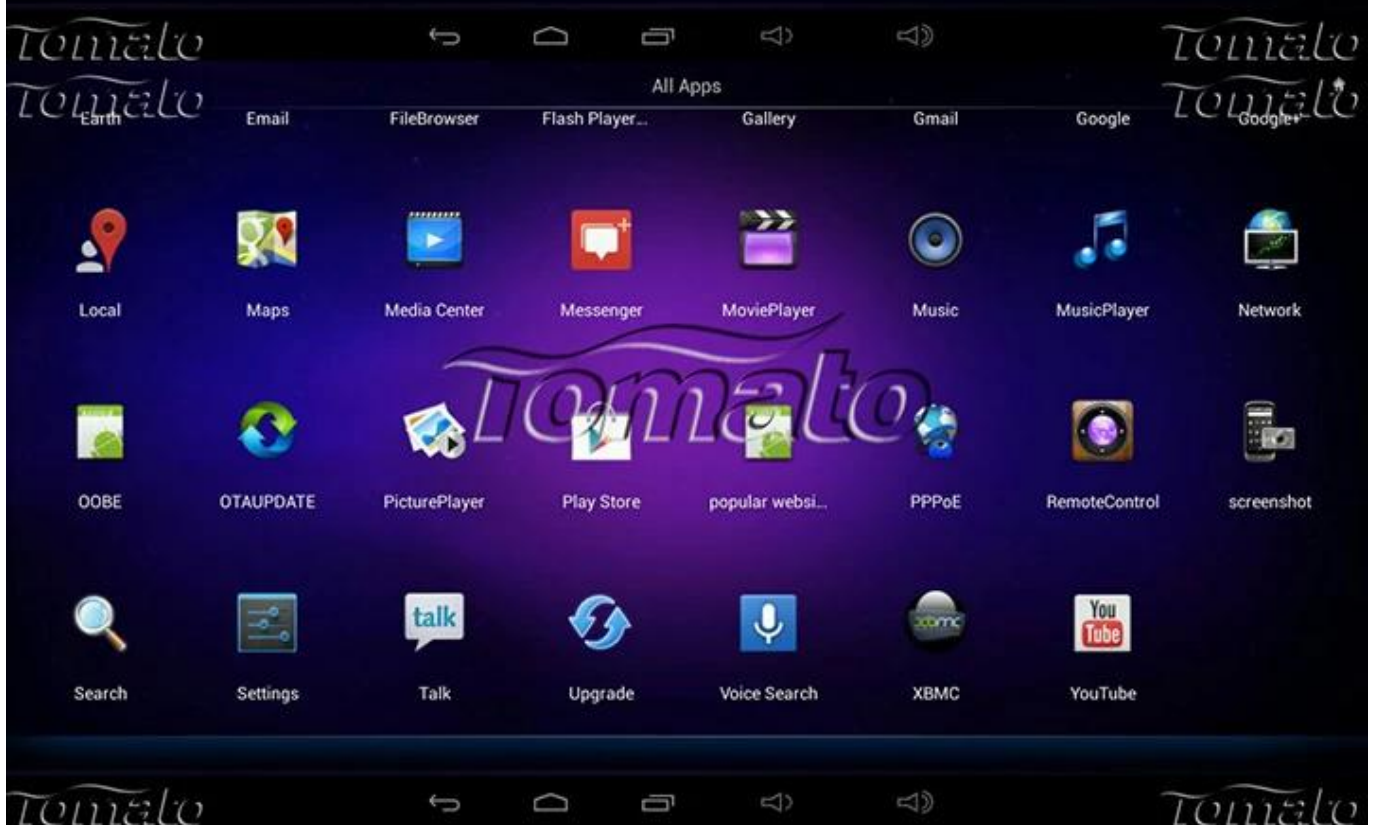 Tomato
Tomato
Tomato
All Apps
Tomato
Earth Email FileBrowser Flash Player... Gallery Gmail Google Google+
Local Maps Media Center Messenger MoviePlayer Music MusicPlayer Network
Tomato
OOBE OTAUPDATE PicturePlayer Play Store popular websi... PPPoE RemoteControl screenshot
talk
xbmc
You
Tube
Search Settings Talk Upgrade Voice Search XBMC YouTube
Tomato
Tomato